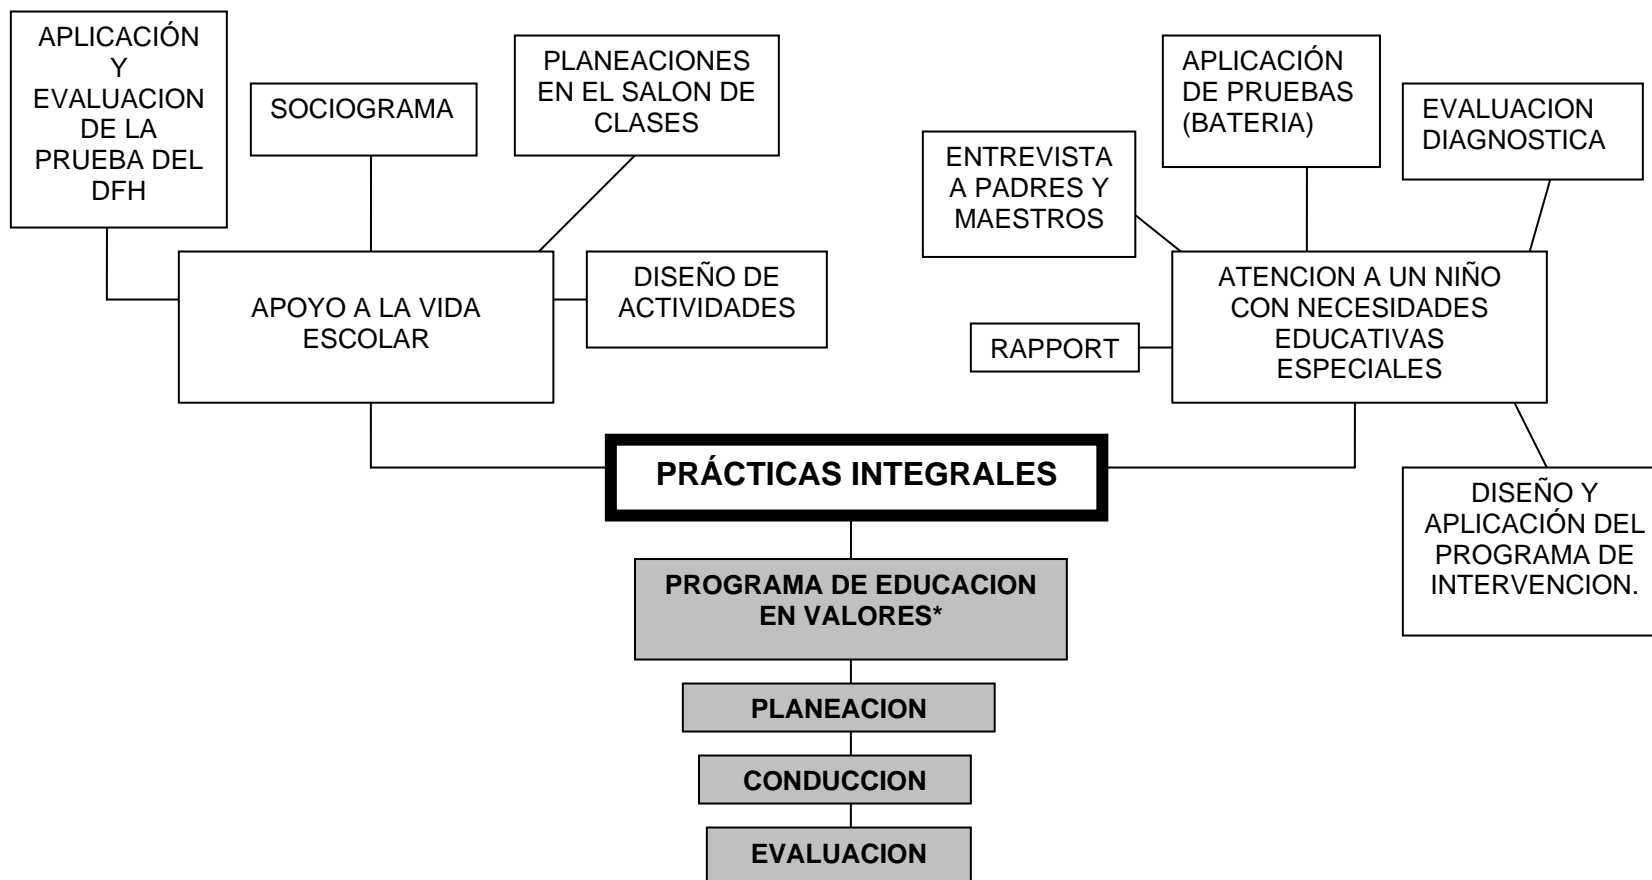 APLICACIÓN
Y
EVALUACION
DE LA
PRUEBA DEL
DFH
SOCIOGRAMA
PLANEACIONES
EN EL SALON DE
CLASES
APOYO A LA VIDA
ESCOLAR
DISEÑO DE
ACTIVIDADES
ENTREVISTA
A PADRES Y
MAESTROS
APLICACIÓN
DE PRUEBAS
(BATERIA)
EVALUACION
DIAGNOSTICA
RAPPORT
ATENCION A UN NIÑO
CON NECESIDADES
EDUCATIVAS
ESPECIALES
DISEÑO Y
APLICACIÓN DEL
PROGRAMA DE
INTERVENCION.
PRÁCTICAS INTEGRALES
PROGRAMA DE EDUCACION
EN VALORES*
PLANEACION
CONDUCCION
EVALUACION